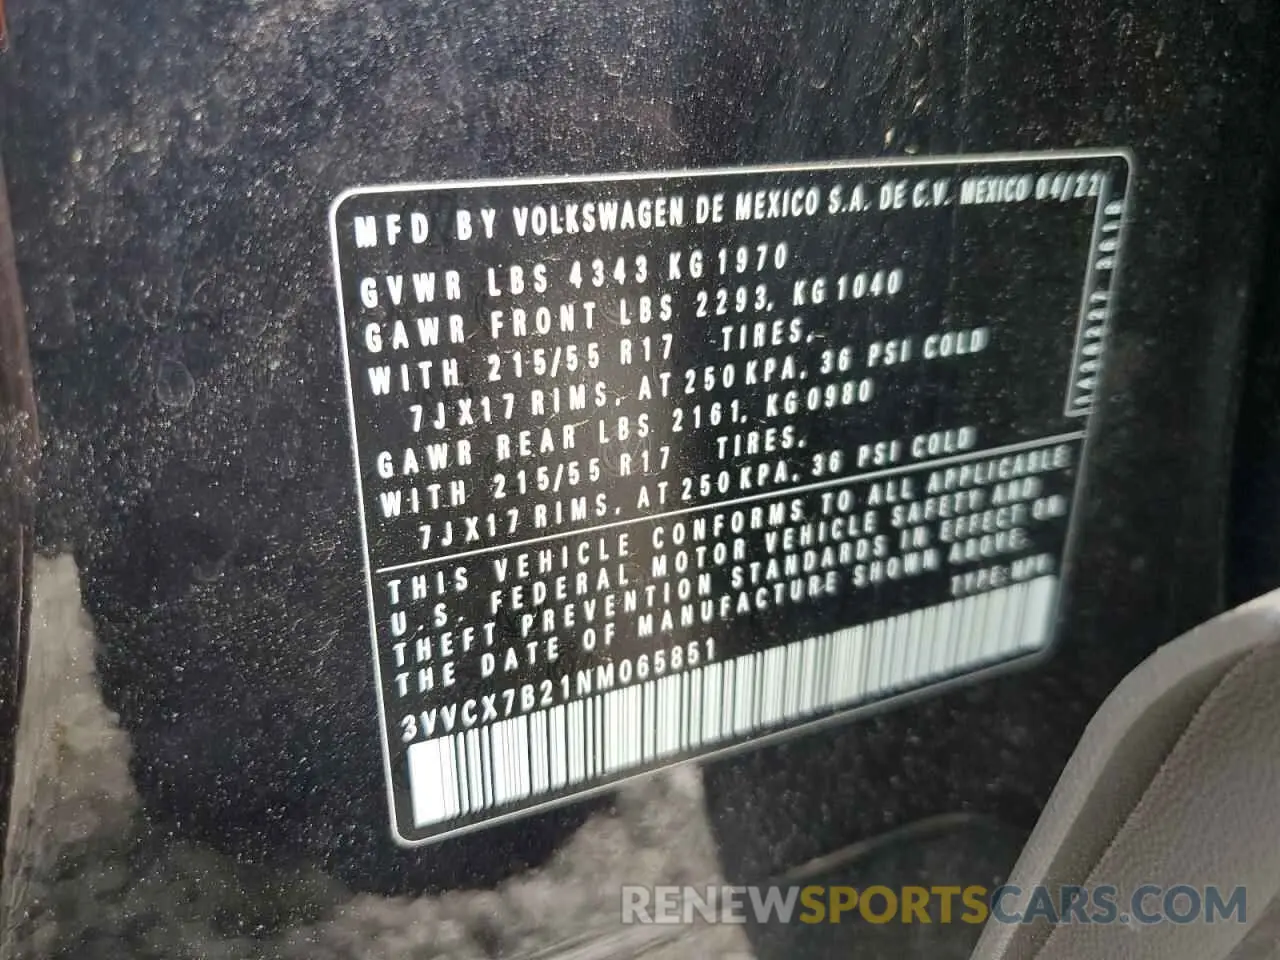 MFD BY VOLKSWAGEN DE MEXICO S.A. DE C.V. MEXICO 04/22
GVWR LBS 4343 KG 1970
GAWR FRONT LBS 2293, KG 1040
WITH 215/55 R17 TIRES,
7JX17 RIMS, AT 250 KPA, 36 PSI COLD
GAWR REAR LBS 2161, KG 0980
WITH 215/55 R17 TIRES,
7JX17 RIMS, AT 250 KPA, 36 PSI COLD
THIS VEHICLE CONFORMS TO ALL APPLICABLE
U.S. FEDERAL MOTOR VEHICLE SAFETY AND
THEFT PREVENTION STANDARDS IN EFFECT ON
THE DATE OF MANUFACTURE SHOWN ABOVE.
3VVCX7B21NM065851 TYPE: MPV
RENEWSPORTSCARS.COM